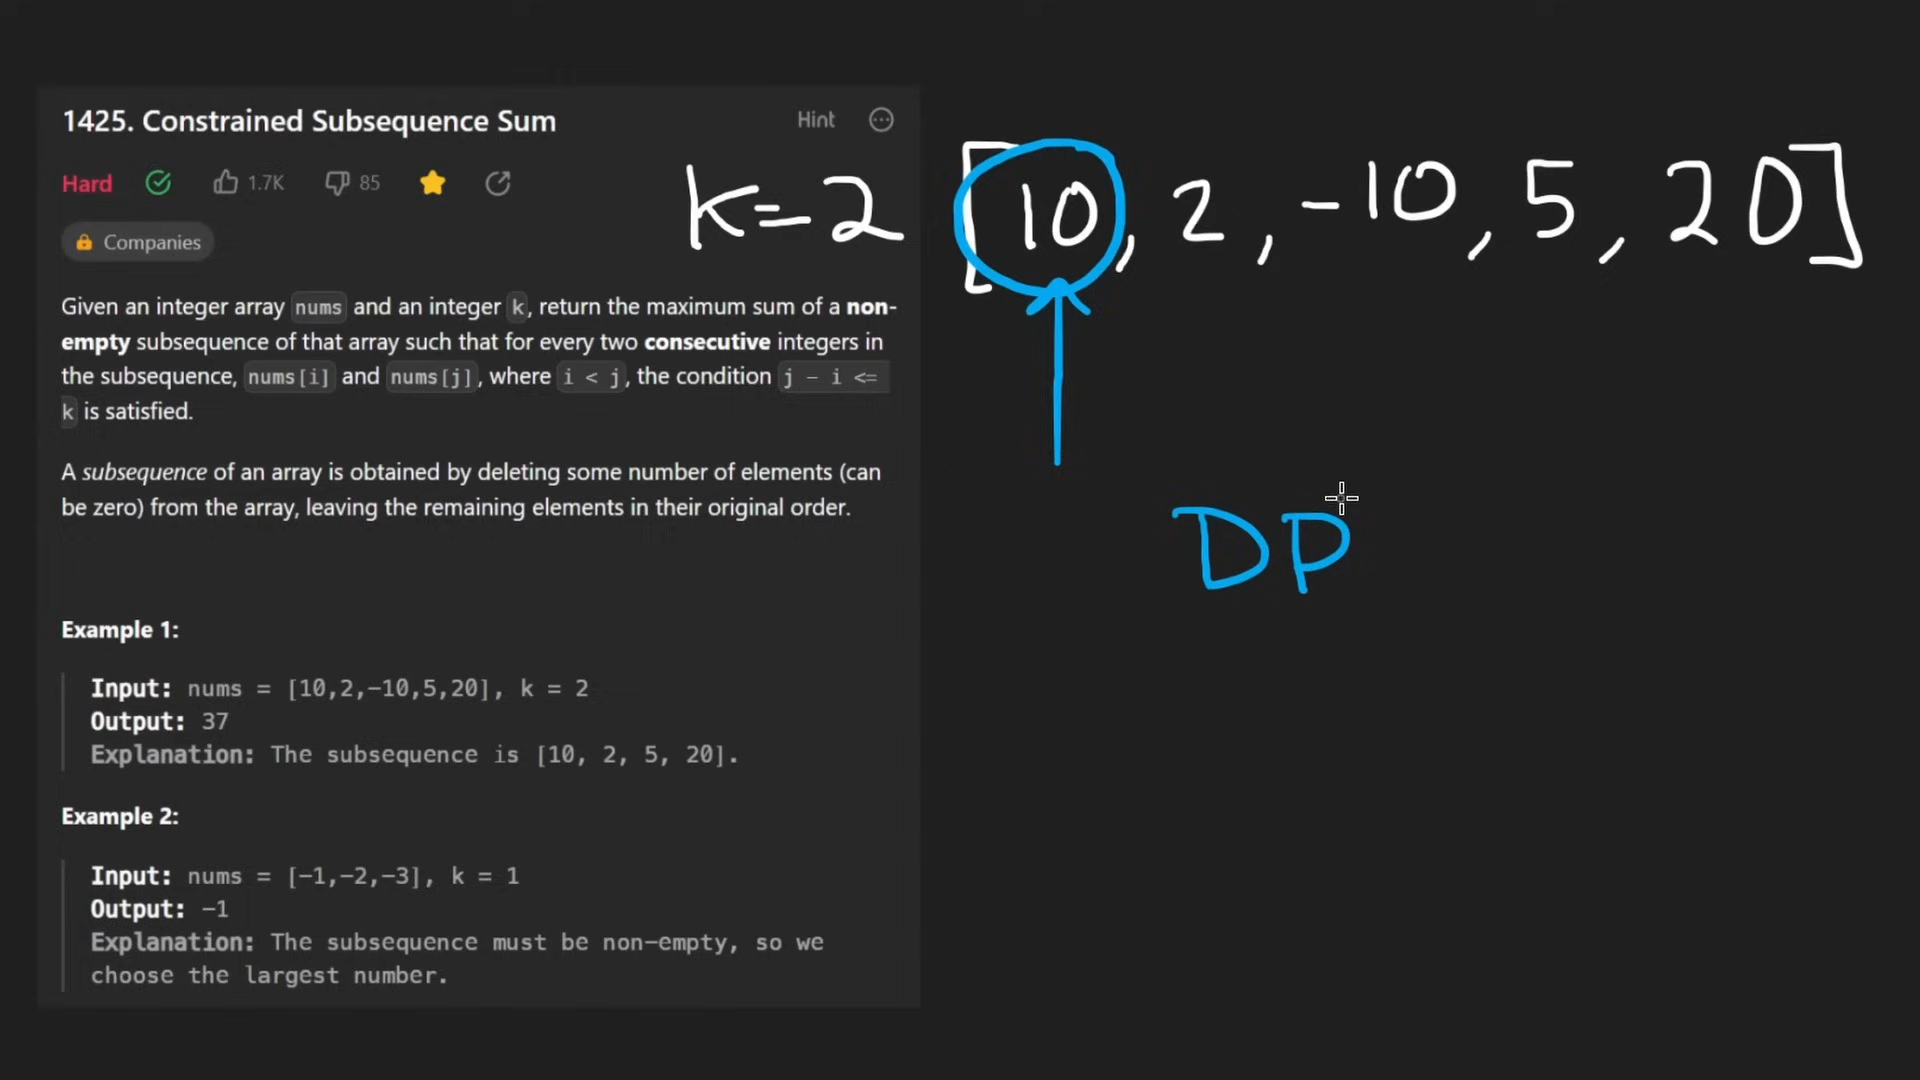 1425. Constrained Subsequence Sum
Hint
Hard
1.7K
85
Companies
Given an integer array nums and an integer k, return the maximum sum of a non-
empty subsequence of that array such that for every two consecutive integers in
the subsequence, nums[i] and nums[j], where i < j, the condition j - i <=
k is satisfied.
A subsequence of an array is obtained by deleting some number of elements (can
be zero) from the array, leaving the remaining elements in their original order.
Example 1:
Input: nums = [10,2,-10,5,20], k = 2
Output: 37
Explanation: The subsequence is [10, 2, 5, 20].
Example 2:
Input: nums = [-1,-2,-3], k = 1
Output: -1
Explanation: The subsequence must be non-empty, so we
choose the largest number.
k=2 [10, 2, -10, 5, 20]
DP